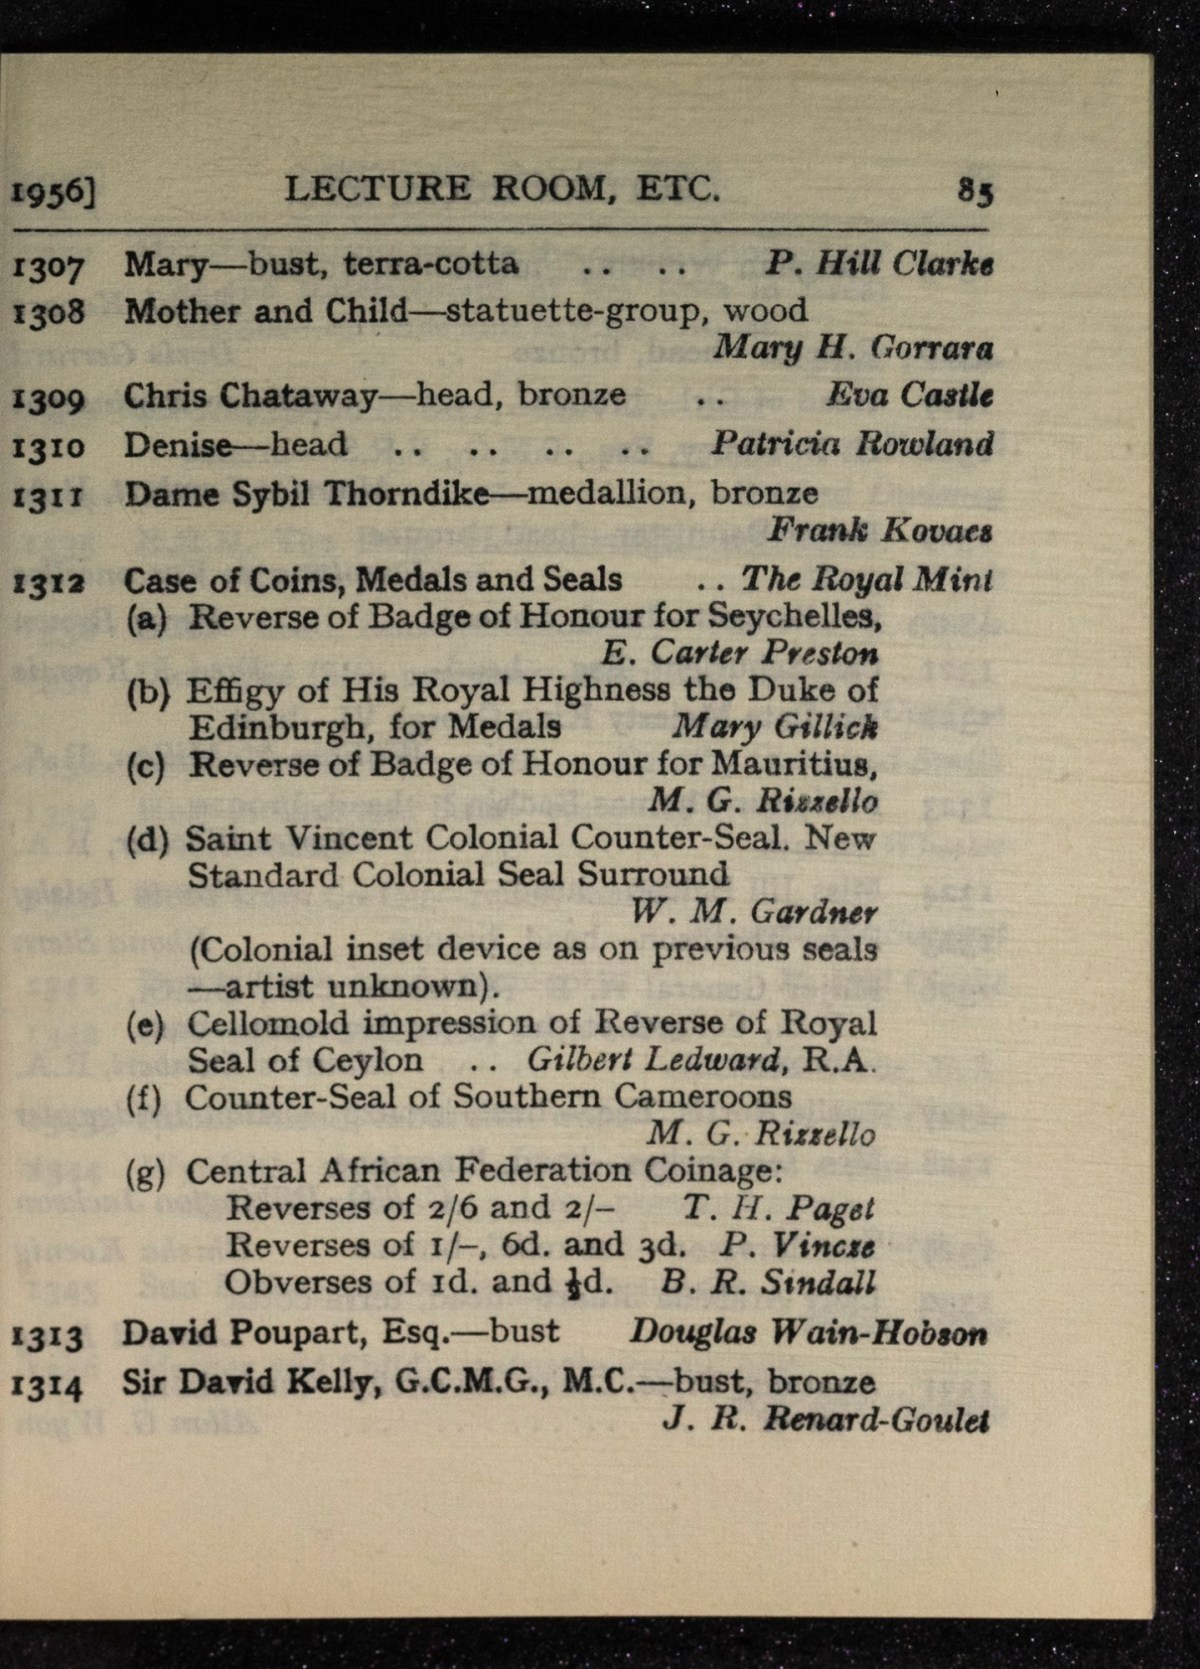 1956] LECTURE ROOM, ETC. 85
1307 Mary—bust, terra-cotta .. .. P. Hill Clarke
1308 Mother and Child—statuette-group, wood
Mary H. Gorrara
1309 Chris Chataway—head, bronze .. Eva Castle
1310 Denise—head .. .. .. .. Patricia Rowland
1311 Dame Sybil Thorndike—medallion, bronze
Frank Kovacs
1312 Case of Coins, Medals and Seals .. The Royal Mint
(a) Reverse of Badge of Honour for Seychelles,
E. Carter Preston
(b) Effigy of His Royal Highness the Duke of
Edinburgh, for Medals Mary Gillick
(c) Reverse of Badge of Honour for Mauritius,
M. G. Rizzello
(d) Saint Vincent Colonial Counter-Seal. New
Standard Colonial Seal Surround
W. M. Gardner
(Colonial inset device as on previous seals
—artist unknown).
(e) Cellomold impression of Reverse of Royal
Seal of Ceylon .. Gilbert Ledward, R.A.
(f) Counter-Seal of Southern Cameroons
M. G. Rizzello
(g) Central African Federation Coinage:
Reverses of 2/6 and 2/– T. H. Paget
Reverses of 1/–, 6d. and 3d. P. Vincze
Obverses of 1d. and ½d. B. R. Sindall
1313 David Poupart, Esq.—bust Douglas Wain-Hobson
1314 Sir David Kelly, G.C.M.G., M.C.—bust, bronze
J. R. Renard-Goulet